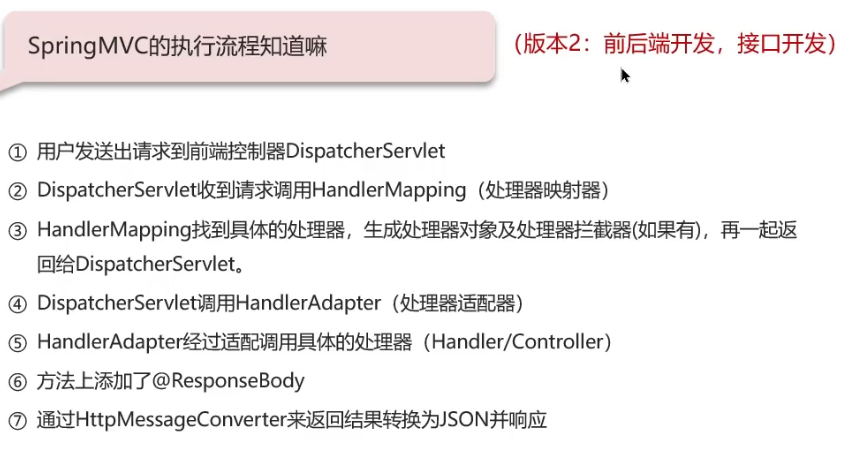 SpringMVC的执行流程知道嘛
（版本2：前后端开发，接口开发）
① 用户发送出请求到前端控制器DispatcherServlet
② DispatcherServlet收到请求调用HandlerMapping（处理器映射器）
③ HandlerMapping找到具体的处理器，生成处理器对象及处理器拦截器(如果有)，再一起返
回给DispatcherServlet。
④ DispatcherServlet调用HandlerAdapter（处理器适配器）
⑤ HandlerAdapter经过适配调用具体的处理器（Handler/Controller）
⑥ 方法上添加了@ResponseBody
⑦ 通过HttpMessageConverter来返回结果转换为JSON并响应